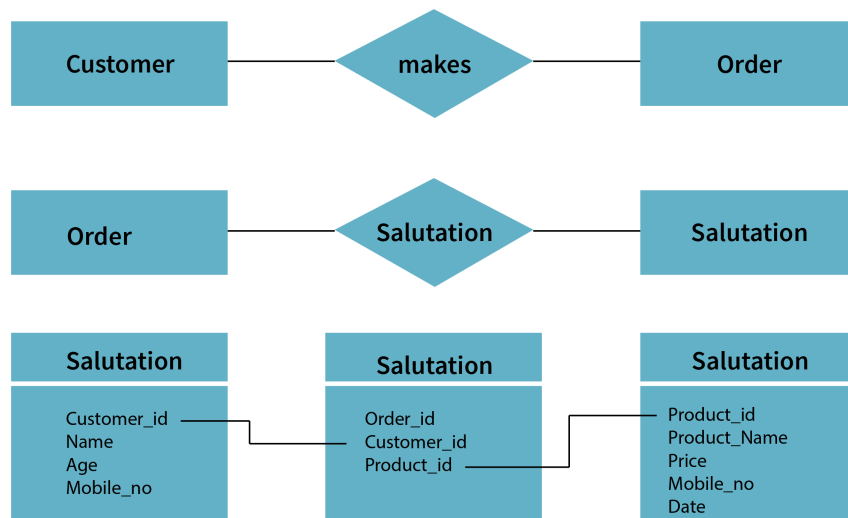 Customer
makes
Order
Order
Salutation
Salutation
Salutation
Salutation
Salutation
Customer_id
Name
Age
Mobile_no
Order_id
Customer_id
Product_id
Product_id
Product_Name
Price
Mobile_no
Date